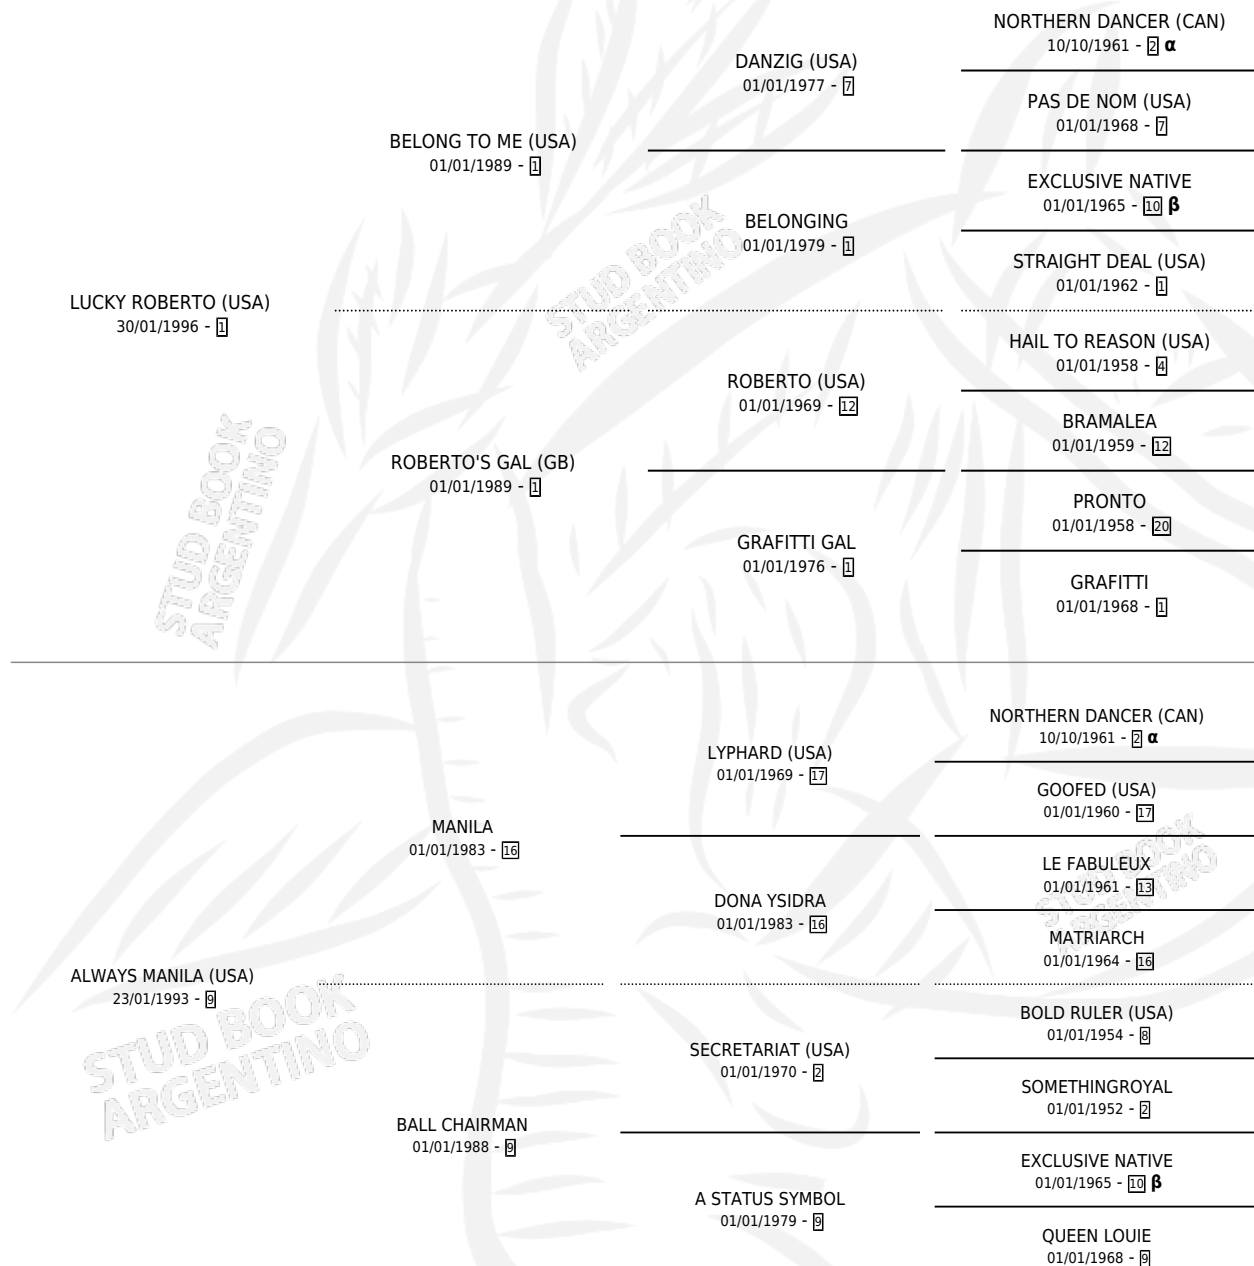 NORTHERN DANCER (CAN)
10/10/1961 - 2 α
DANZIG (USA)
01/01/1977 - 7
PAS DE NOM (USA)
01/01/1968 - 7
BELONG TO ME (USA)
01/01/1989 - 1
EXCLUSIVE NATIVE
01/01/1965 - 10 β
BELONGING
01/01/1979 - 1
STRAIGHT DEAL (USA)
01/01/1962 - 1
LUCKY ROBERTO (USA)
30/01/1996 - 1
HAIL TO REASON (USA)
01/01/1958 - 4
ROBERTO (USA)
01/01/1969 - 12
BRAMALEA
01/01/1959 - 12
ROBERTO'S GAL (GB)
01/01/1989 - 1
PRONTO
01/01/1958 - 20
GRAFITTI GAL
01/01/1976 - 1
GRAFITTI
01/01/1968 - 1
NORTHERN DANCER (CAN)
10/10/1961 - 2 α
LYPHARD (USA)
01/01/1969 - 17
GOOFED (USA)
01/01/1960 - 17
MANILA
01/01/1983 - 16
LE FABULEUX
01/01/1961 - 13
DONA YSIDRA
01/01/1983 - 16
MATRIARCH
01/01/1964 - 16
ALWAYS MANILA (USA)
23/01/1993 - 9
BOLD RULER (USA)
01/01/1954 - 8
SECRETARIAT (USA)
01/01/1970 - 2
SOMETHINGROYAL
01/01/1952 - 2
BALL CHAIRMAN
01/01/1988 - 9
EXCLUSIVE NATIVE
01/01/1965 - 10 β
A STATUS SYMBOL
01/01/1979 - 9
QUEEN LOUIE
01/01/1968 - 9
STUD BOOK
ARGENTINO
STUD BOOK
ARGENTINO
STUD BOOK
ARGENTINO
STUD BOOK
ARGENTINO